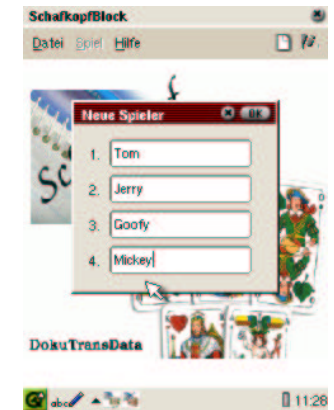 SchafkopfBlock
Datei Spiel Hilfe
Neue Spieler OK
1. Tom
2. Jerry
3. Goofy
4. Mickey
Sc
DokuTransData
abc 11:28